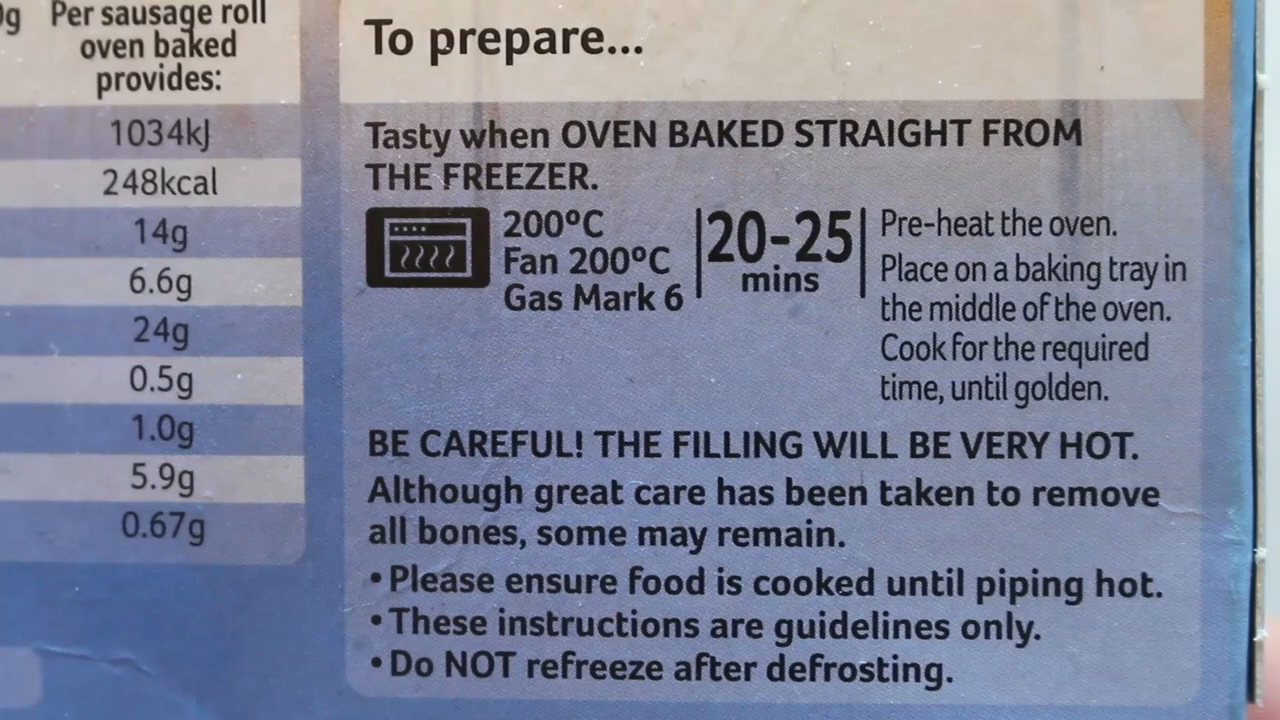 Per sausage roll
oven baked
provides:
1034kJ
248kcal
14g
6.6g
24g
0.5g
1.0g
5.9g
0.67g
To prepare...
Tasty when OVEN BAKED STRAIGHT FROM
THE FREEZER.
200°C
Fan 200°C
Gas Mark 6
20-25
mins
Pre-heat the oven.
Place on a baking tray in
the middle of the oven.
Cook for the required
time, until golden.
BE CAREFUL! THE FILLING WILL BE VERY HOT.
Although great care has been taken to remove
all bones, some may remain.
• Please ensure food is cooked until piping hot.
• These instructions are guidelines only.
• Do NOT refreeze after defrosting.